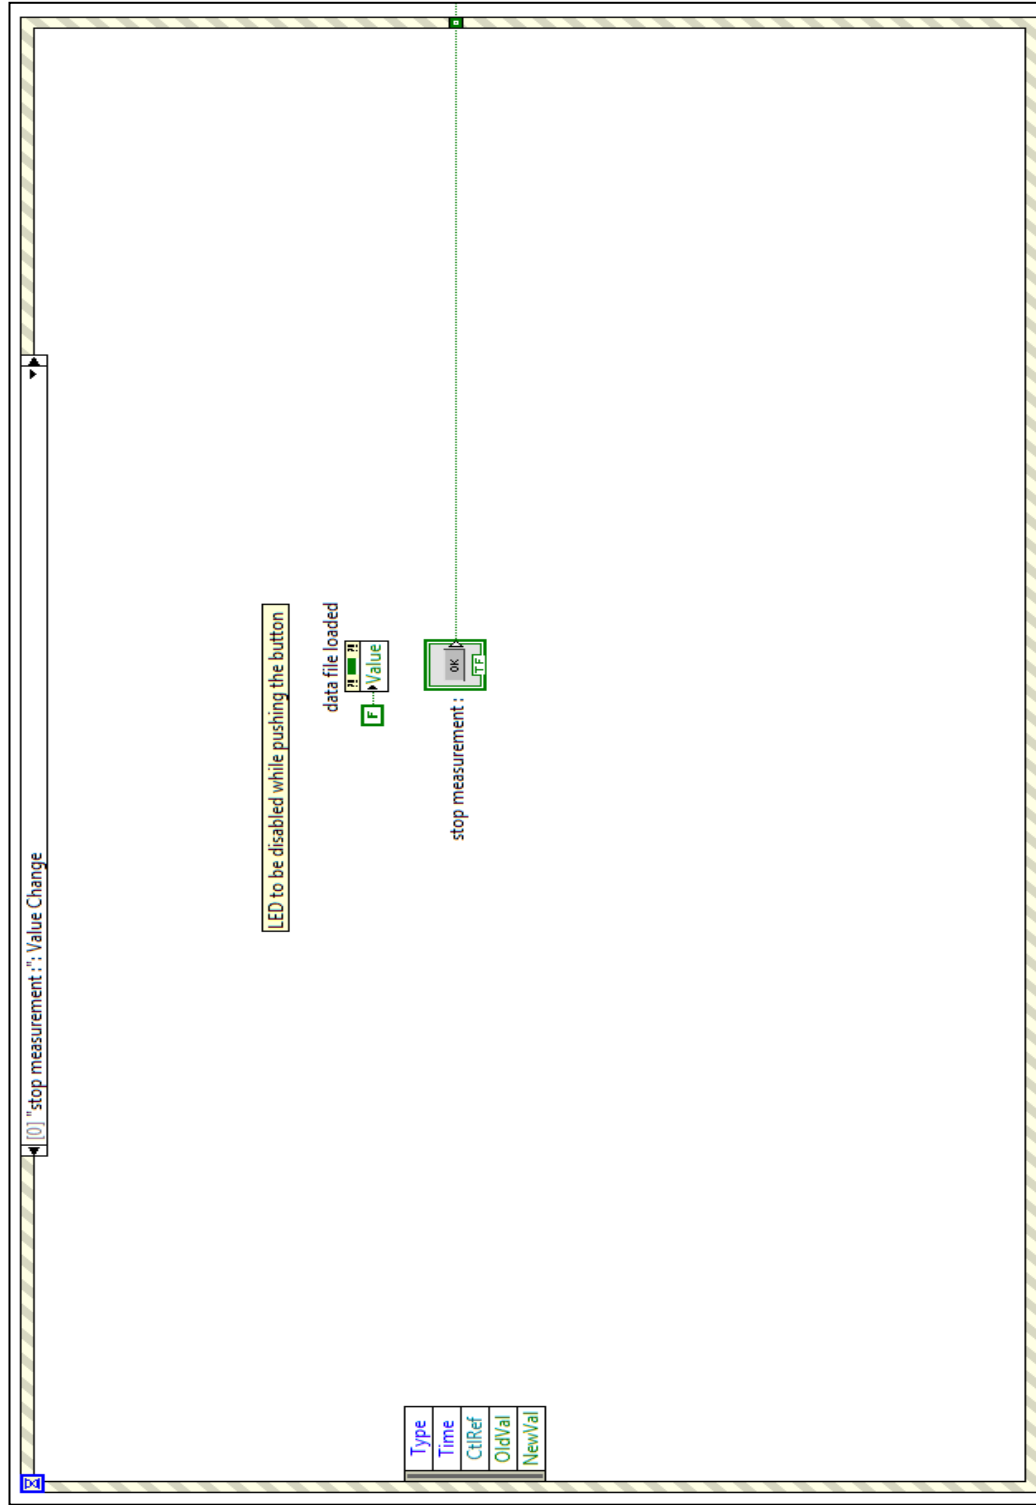 [0] "stop measurement :": Value Change
LED to be disabled while pushing the button
data file loaded
?! ?!
Value
F
stop measurement :
OK
TF
Type
Time
CtlRef
OldVal
NewVal